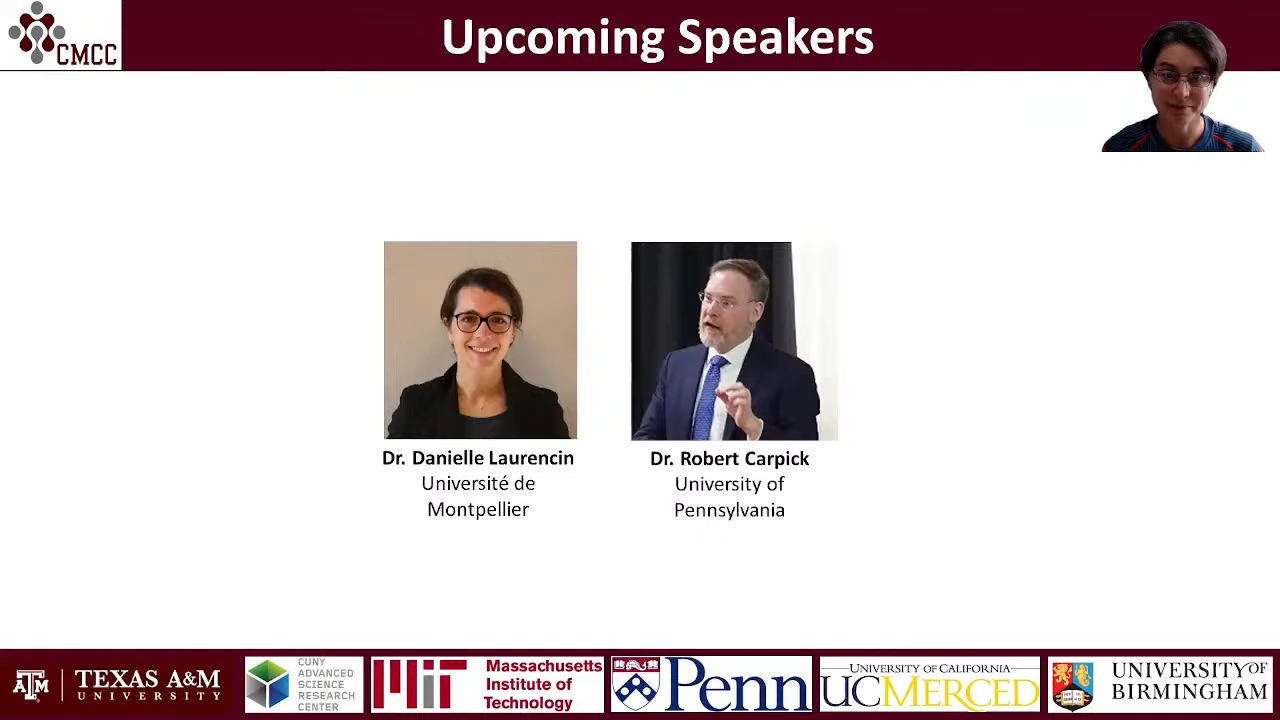 CMCC
Upcoming Speakers
Dr. Danielle Laurencin
Université de
Montpellier
Dr. Robert Carpick
University of
Pennsylvania
ATM
TEXAS A&M
UNIVERSITY
CUNY
ADVANCED
SCIENCE
RESEARCH
CENTER
Massachusetts
Institute of
Technology
Penn
UNIVERSITY OF CALIFORNIA
UCMERCED
UNIVERSITY OF
BIRMINGHAM